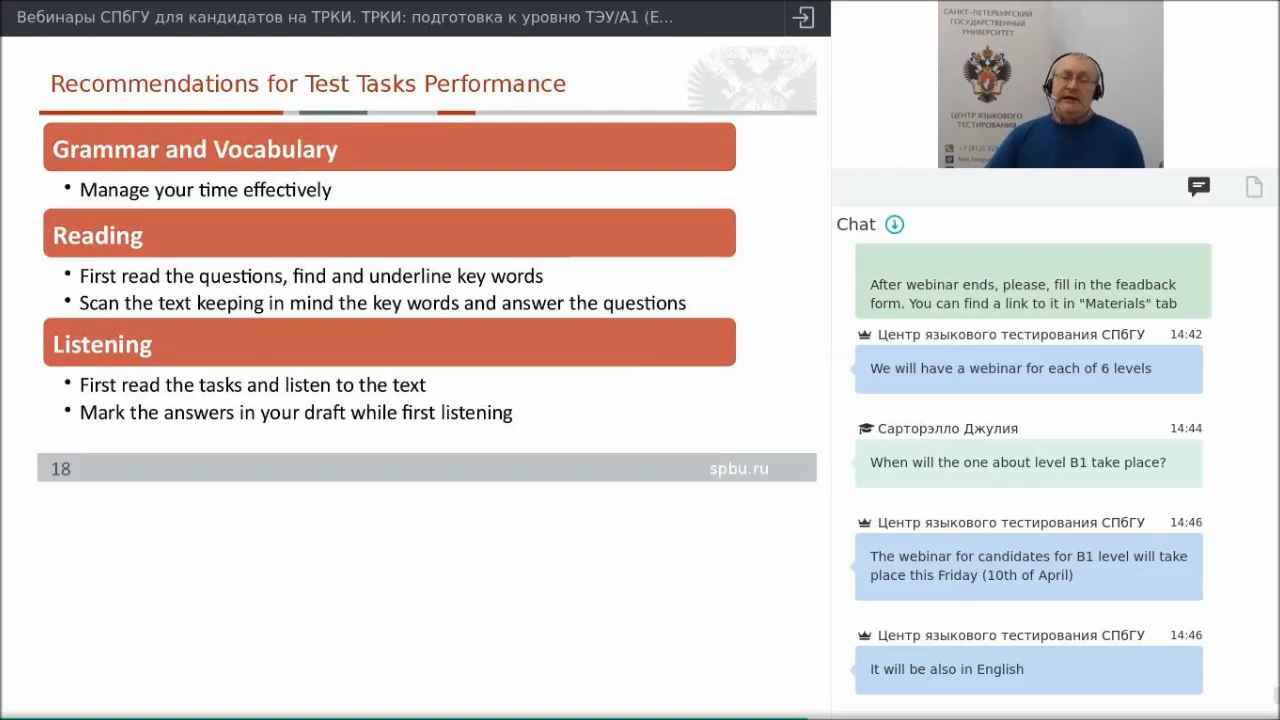 Вебинары СПбГУ для кандидатов на ТРКИ. ТРКИ: подготовка к уровню ТЭУ/А1 (Е...
Recommendations for Test Tasks Performance
Grammar and Vocabulary
• Manage your time effectively
Reading
• First read the questions, find and underline key words
• Scan the text keeping in mind the key words and answer the questions
Listening
• First read the tasks and listen to the text
• Mark the answers in your draft while first listening
18
spbu.ru
САНКТ-ПЕТЕРБУРГСКИЙ
ГОСУДАРСТВЕННЫЙ
УНИВЕРСИТЕТ
ЦЕНТР ЯЗЫКОВОГО
ТЕСТИРОВАНИЯ
Chat
After webinar ends, please, fill in the feadback
form. You can find a link to it in "Materials" tab
Центр языкового тестирования СПбГУ 14:42
We will have a webinar for each of 6 levels
Сарторэлло Джулия 14:44
When will the one about level B1 take place?
Центр языкового тестирования СПбГУ 14:46
The webinar for candidates for B1 level will take
place this Friday (10th of April)
Центр языкового тестирования СПбГУ 14:46
It will be also in English